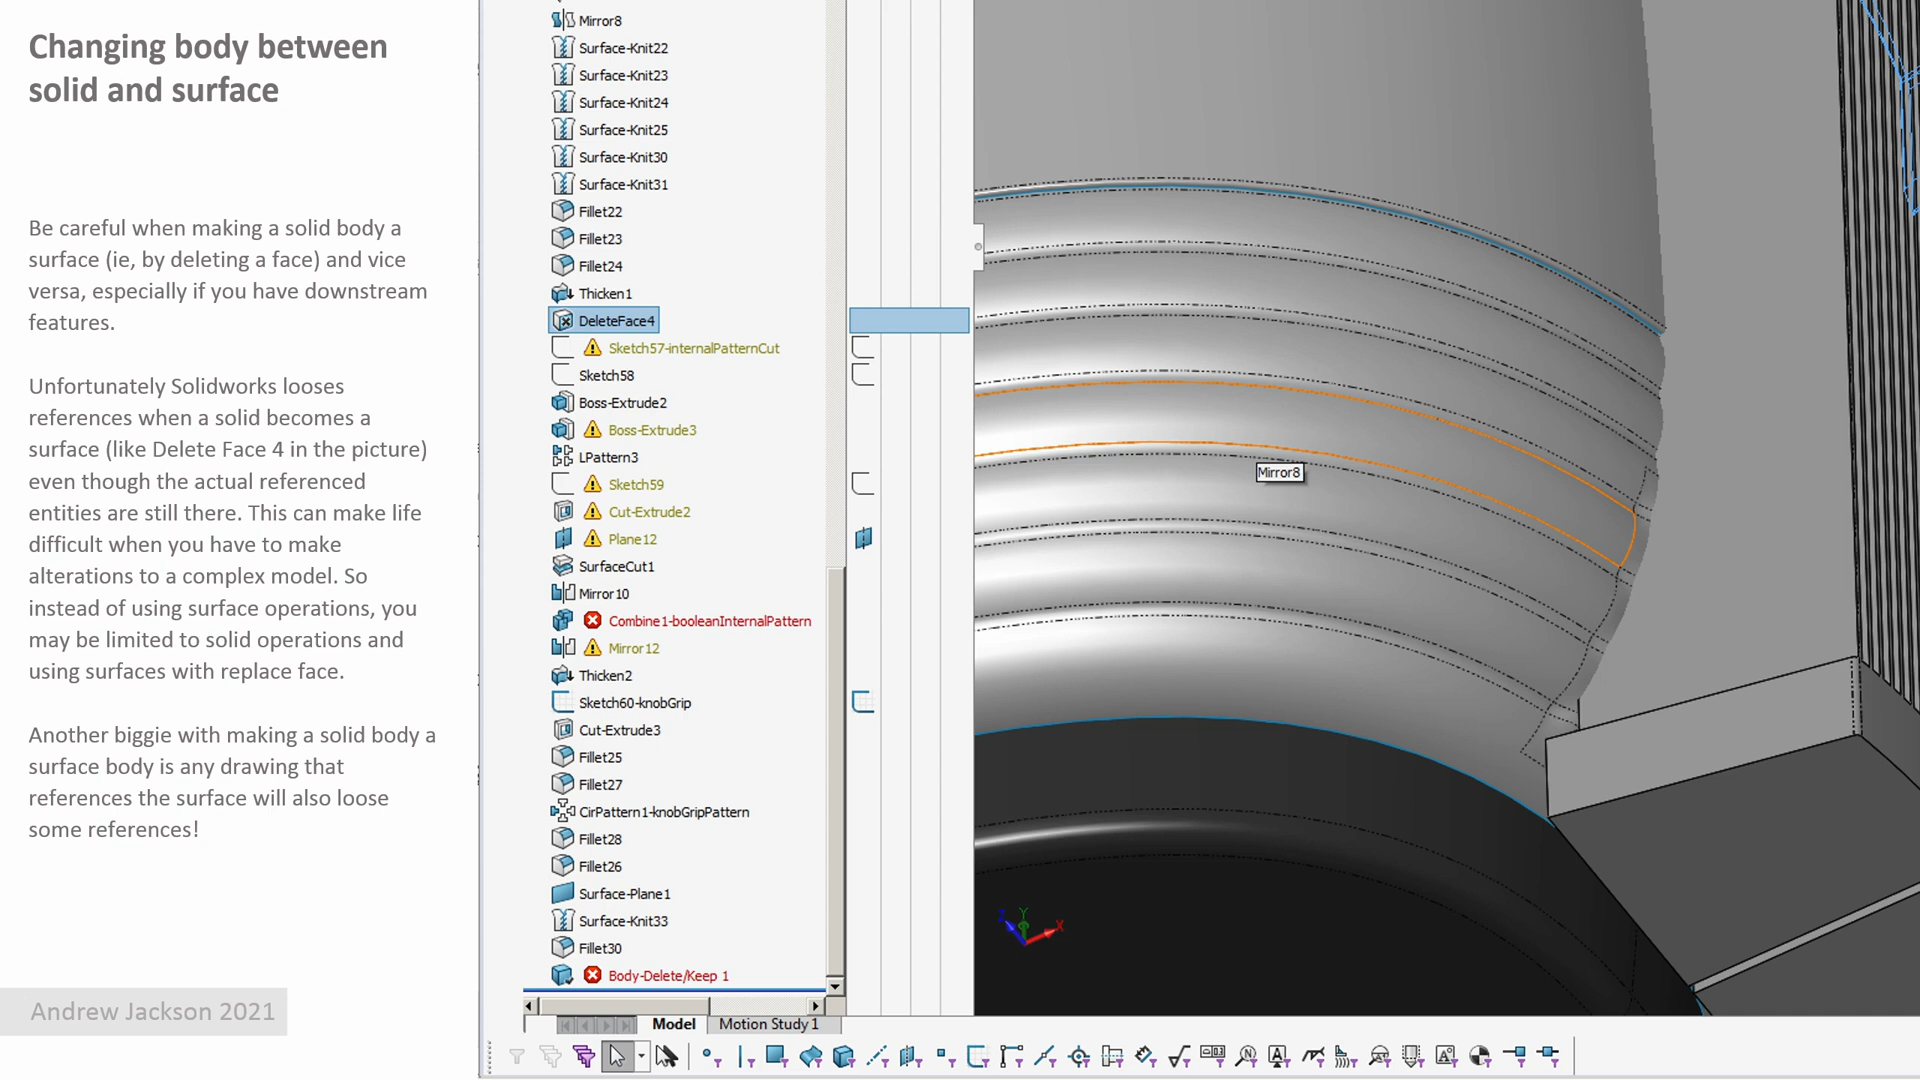 Changing body between
solid and surface
Be careful when making a solid body a
surface (ie, by deleting a face) and vice
versa, especially if you have downstream
features.
Unfortunately Solidworks looses
references when a solid becomes a
surface (like Delete Face 4 in the picture)
even though the actual referenced
entities are still there. This can make life
difficult when you have to make
alterations to a complex model. So
instead of using surface operations, you
may be limited to solid operations and
using surfaces with replace face.
Another biggie with making a solid body a
surface body is any drawing that
references the surface will also loose
some references!
Andrew Jackson 2021
Mirror8
Surface-Knit22
Surface-Knit23
Surface-Knit24
Surface-Knit25
Surface-Knit30
Surface-Knit31
Fillet22
Fillet23
Fillet24
Thicken1
DeleteFace4
Sketch57-internalPatternCut
Sketch58
Boss-Extrude2
Boss-Extrude3
LPattern3
Sketch59
Cut-Extrude2
Plane12
SurfaceCut1
Mirror10
Combine1-booleanInternalPattern
Mirror12
Thicken2
Sketch60-knobGrip
Cut-Extrude3
Fillet25
Fillet27
CirPattern1-knobGripPattern
Fillet28
Fillet26
Surface-Plane1
Surface-Knit33
Fillet30
Body-Delete/Keep 1
Model
Motion Study 1
Mirror8
Z
Y
X